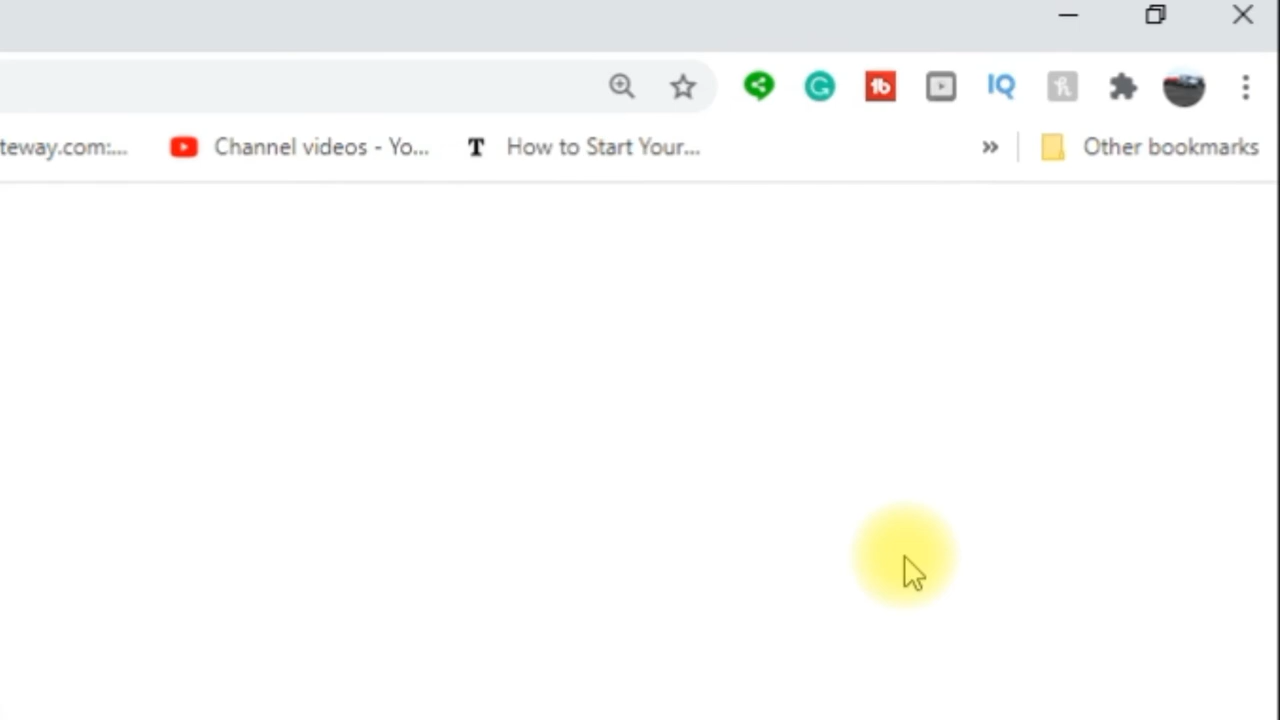 IQ
teway.com:...
Channel videos - Yo...
T
How to Start Your...
»
Other bookmarks